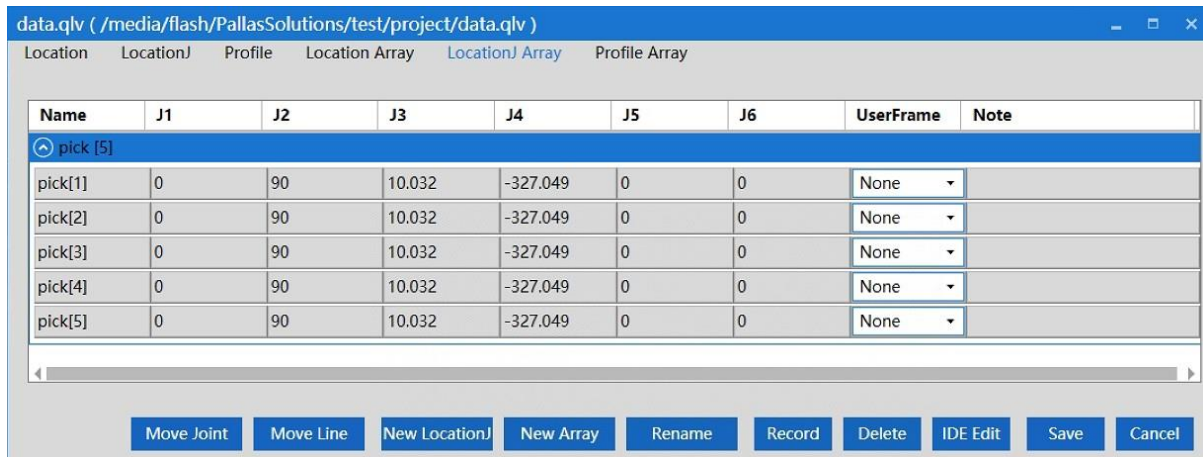 data.qlv ( /media/flash/PallasSolutions/test/project/data.qlv )
Location LocationJ Profile Location Array LocationJ Array Profile Array
Name J1 J2 J3 J4 J5 J6 UserFrame Note
pick [5]
pick[1] 0 90 10.032 -327.049 0 0 None
pick[2] 0 90 10.032 -327.049 0 0 None
pick[3] 0 90 10.032 -327.049 0 0 None
pick[4] 0 90 10.032 -327.049 0 0 None
pick[5] 0 90 10.032 -327.049 0 0 None
Move Joint Move Line New LocationJ New Array Rename Record Delete IDE Edit Save Cancel